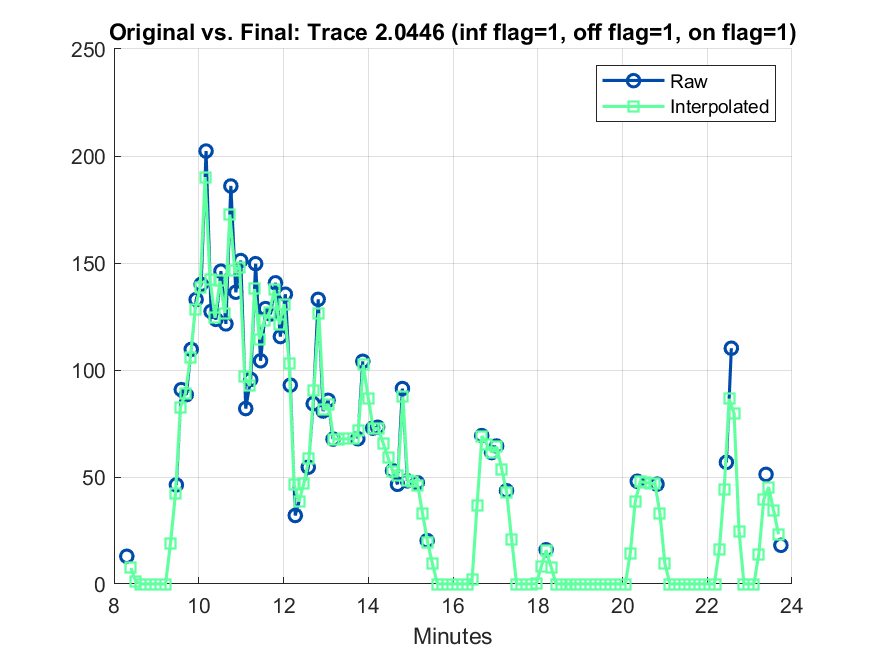 Original vs. Final: Trace 2.0446 (inf flag=1, off flag=1, on flag=1)
250
200
150
100
50
0
Raw
Interpolated
8 10 12 14 16 18 20 22 24
Minutes